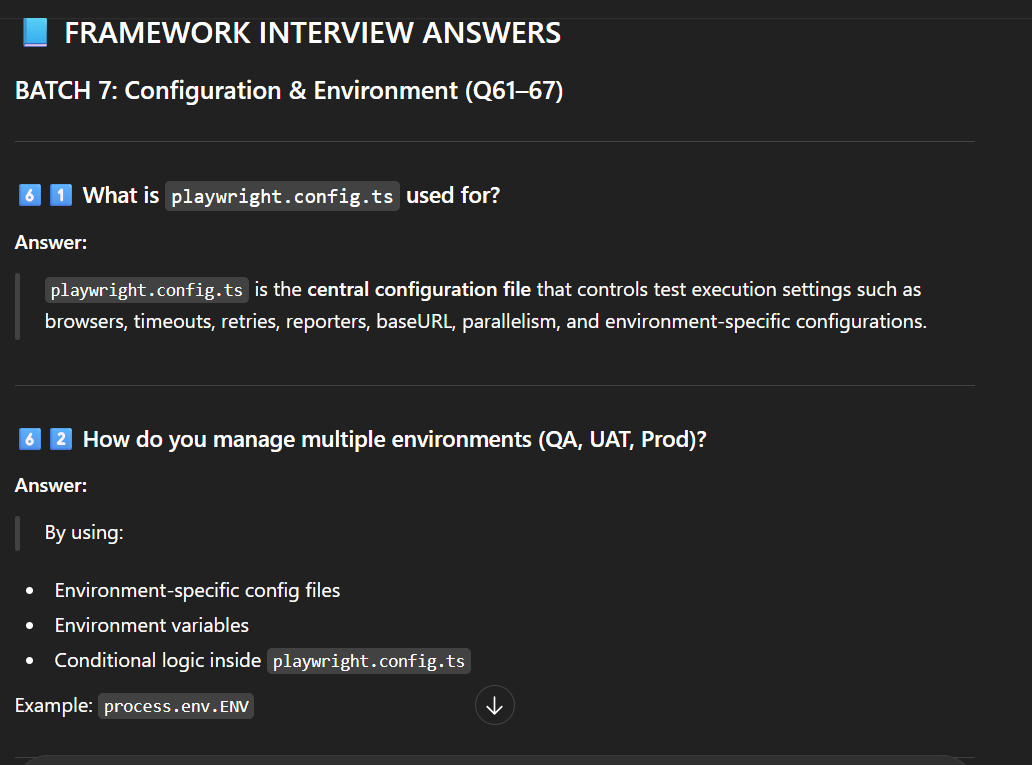 📘 FRAMEWORK INTERVIEW ANSWERS
BATCH 7: Configuration & Environment (Q61–67)
6️⃣1️⃣ What is playwright.config.ts used for?
Answer:
playwright.config.ts is the central configuration file that controls test execution settings such as
browsers, timeouts, retries, reporters, baseURL, parallelism, and environment-specific configurations.
6️⃣2️⃣ How do you manage multiple environments (QA, UAT, Prod)?
Answer:
By using:
• Environment-specific config files
• Environment variables
• Conditional logic inside playwright.config.ts
Example: process.env.ENV